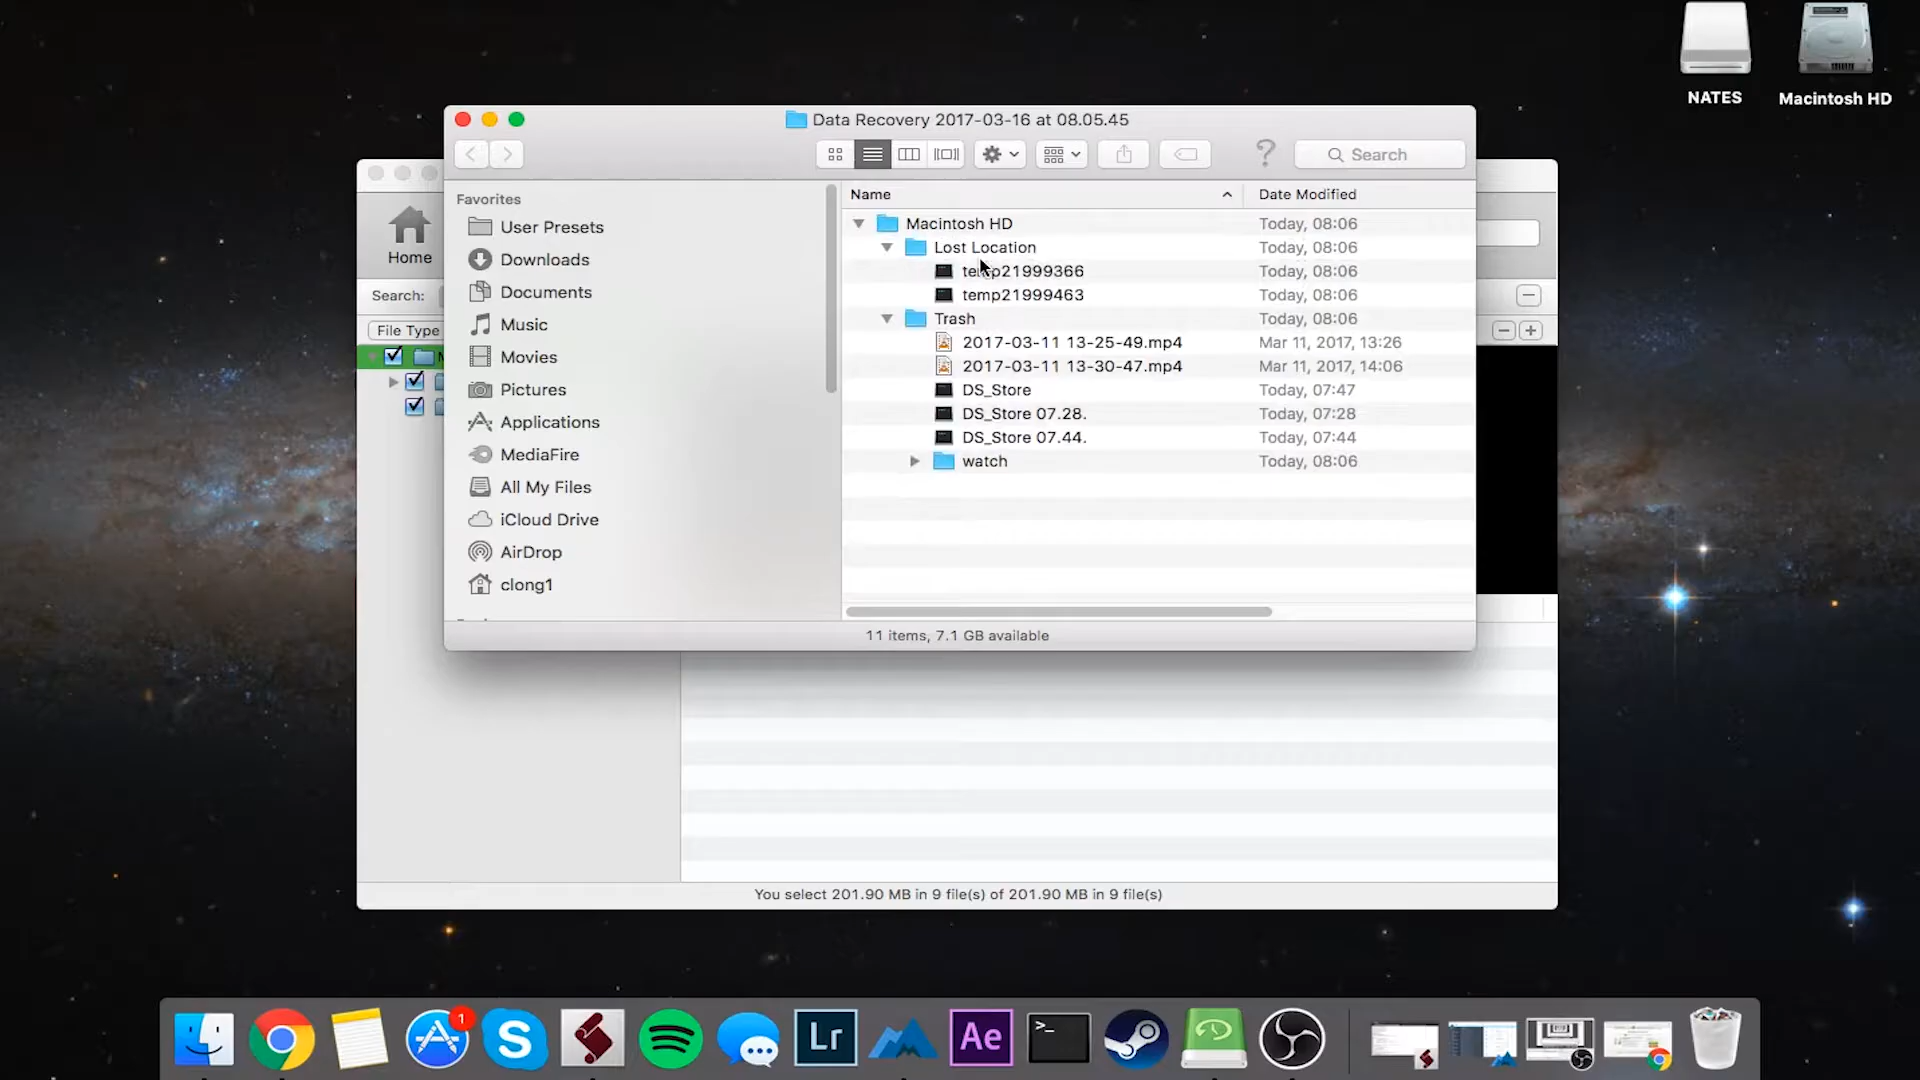 NATES
Macintosh HD
Data Recovery 2017-03-16 at 08.05.45
Search
Favorites
User Presets
Downloads
Documents
Music
Movies
Pictures
Applications
MediaFire
All My Files
iCloud Drive
AirDrop
clong1
Name
Date Modified
Macintosh HD Today, 08:06
Lost Location Today, 08:06
temp21999366 Today, 08:06
temp21999463 Today, 08:06
Trash Today, 08:06
2017-03-11 13-25-49.mp4 Mar 11, 2017, 13:26
2017-03-11 13-30-47.mp4 Mar 11, 2017, 14:06
DS_Store Today, 07:47
DS_Store 07.28. Today, 07:28
DS_Store 07.44. Today, 07:44
watch Today, 08:06
11 items, 7.1 GB available
Home
Search:
File Type
You select 201.90 MB in 9 file(s) of 201.90 MB in 9 file(s)
1
S
Lr
Ae